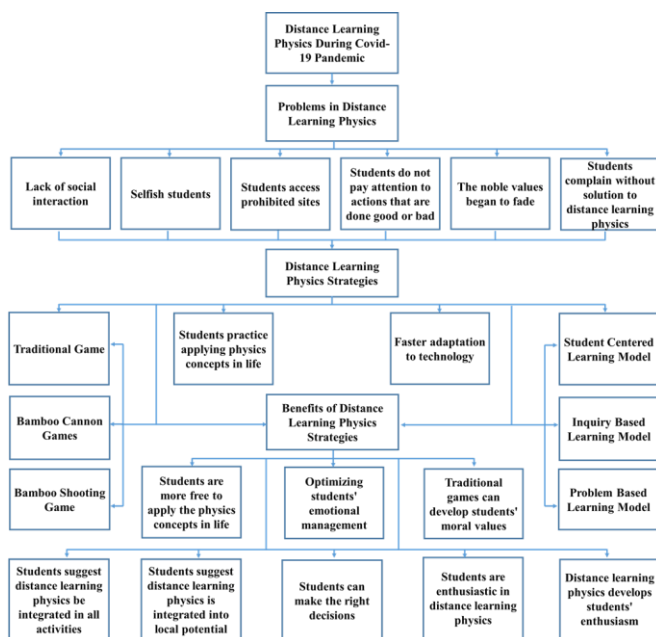 Distance Learning
Physics During Covid-
19 Pandemic
Problems in Distance
Learning Physics
Lack of social
interaction
Selfish students
Students access
prohibited sites
Students do not
pay attention to
actions that are
done good or bad
The noble values
began to fade
Students
complain without
solution to
distance learning
physics
Distance Learning
Physics Strategies
Traditional Game
Students practice
applying physics
concepts in life
Faster adaptation
to technology
Student Centered
Learning Model
Bamboo Cannon
Games
Benefits of Distance
Learning Physics
Strategies
Inquiry Based
Learning Model
Bamboo Shooting
Game
Students are
more free to
apply the physics
concepts in life
Optimizing
students'
emotional
management
Traditional
games can
develop students'
moral values
Problem Based
Learning Model
Students suggest
distance learning
physics be
integrated in all
activities
Students suggest
distance learning
physics is
integrated into
local potential
Students can
make the right
decisions
Students are
enthusiastic in
distance learning
physics
Distance learning
physics develops
students'
enthusiasm